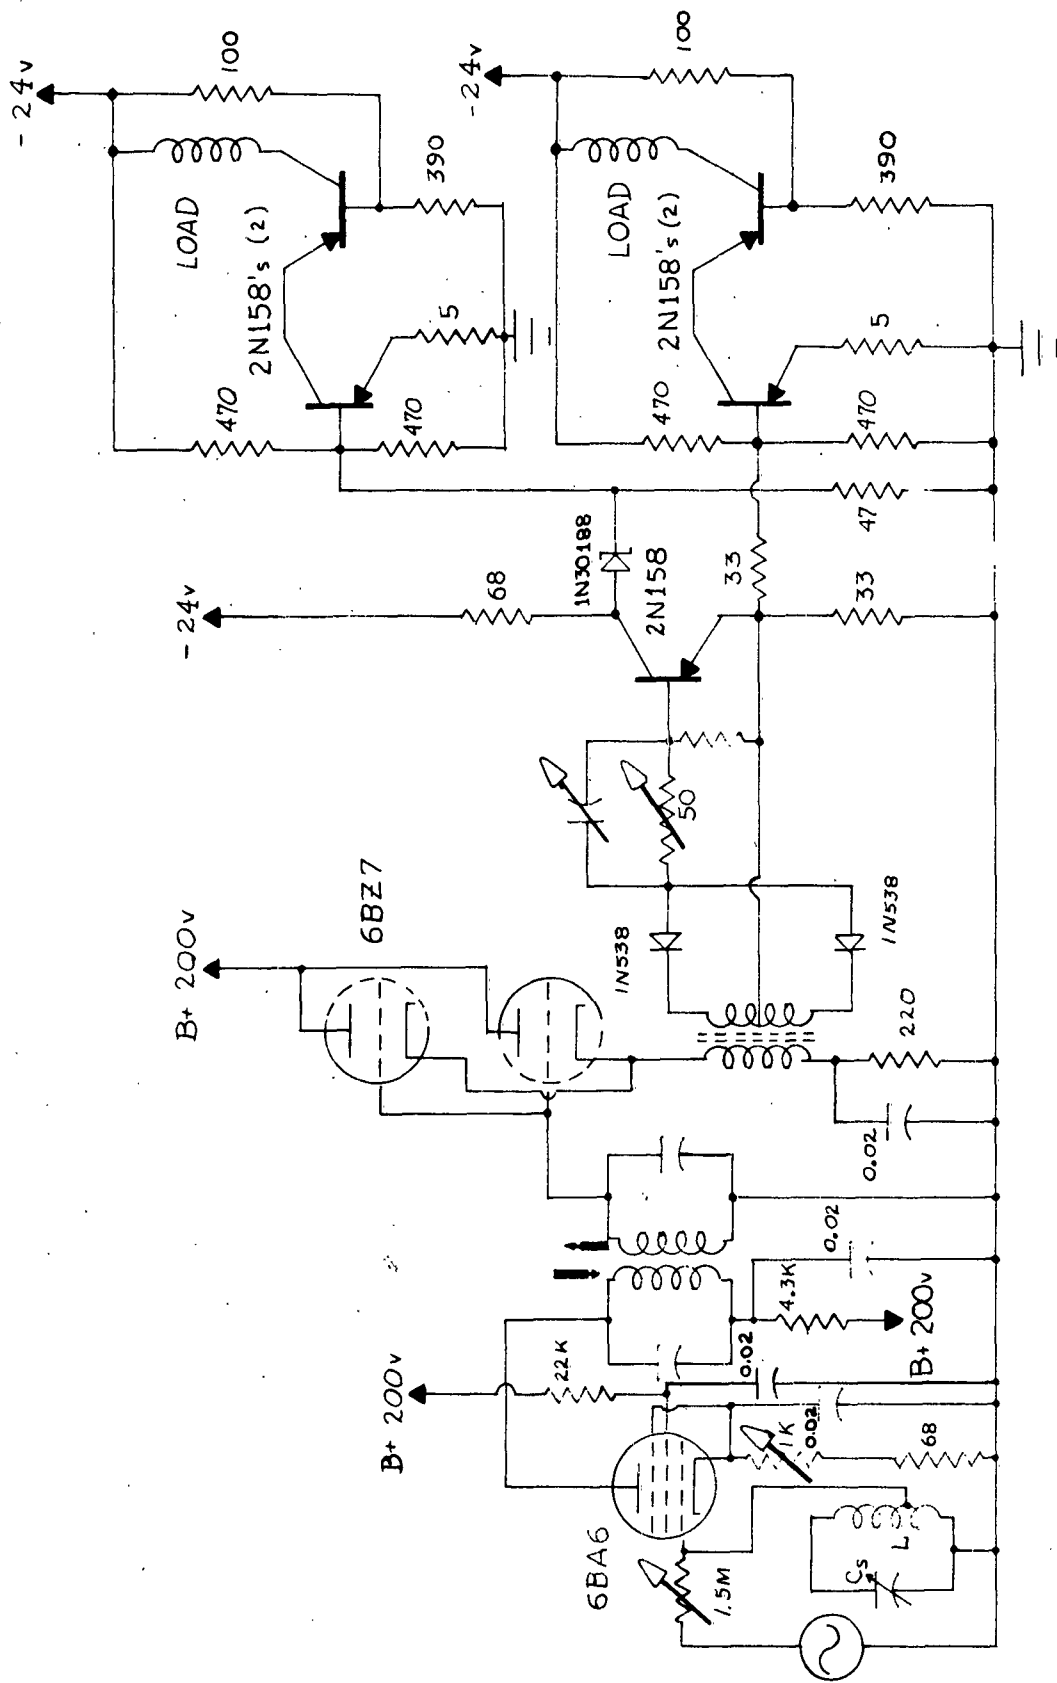 6BA6
1.5M
Cs
L
B+ 200v
22K
0.02
1K
0.02
68
4.3K
0.02
B+ 200v
B+ 200v
6BZ7
0.02
220
1N538
1N538
50
-24v
68
1N3018B
2N158
33
33
47
-24v
100
LOAD
2N158's (2)
390
5
470
470
-24v
100
LOAD
2N158's (2)
390
5
470
470